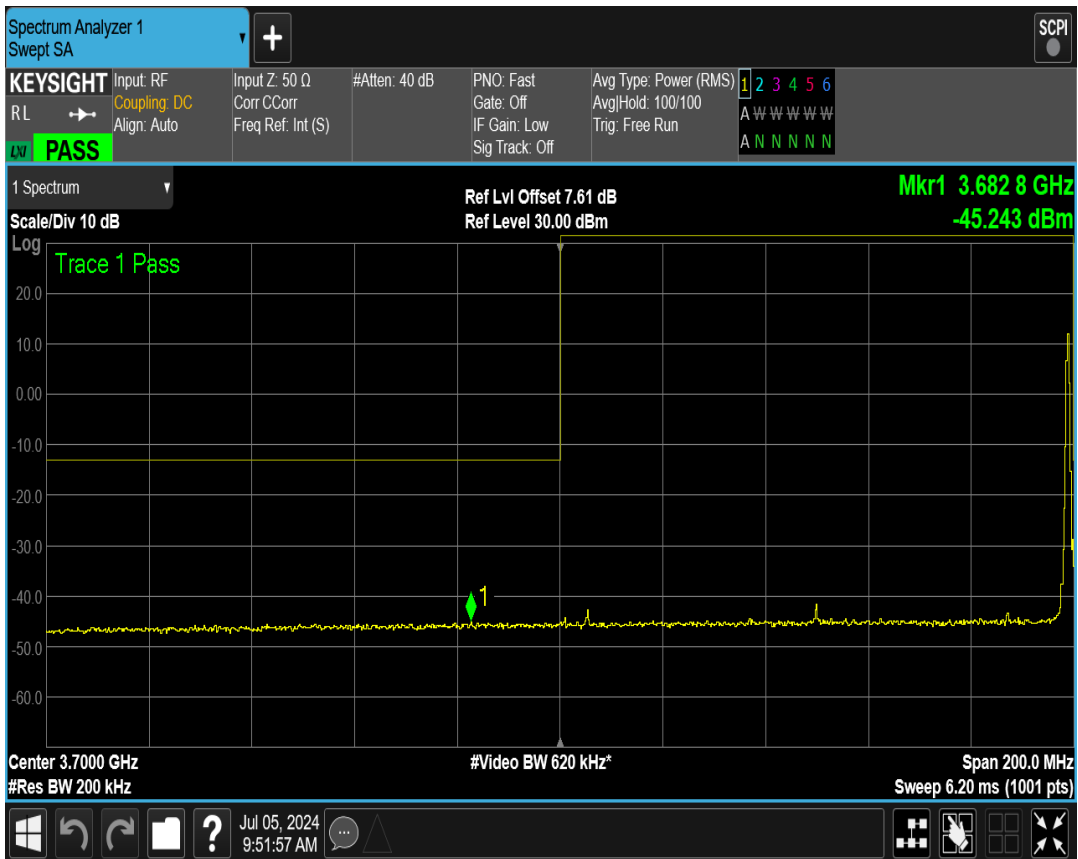 Spectrum Analyzer 1
Swept SA
+
SCPI
KEYSIGHT
RL
LXI PASS
Input: RF
Coupling: DC
Align: Auto
Input Z: 50 Ω
Corr CCorr
Freq Ref: Int (S)
#Atten: 40 dB
PNO: Fast
Gate: Off
IF Gain: Low
Sig Track: Off
Avg Type: Power (RMS)
Avg|Hold: 100/100
Trig: Free Run
1 2 3 4 5 6
A W W W W W
A N N N N N
1 Spectrum
Scale/Div 10 dB
Ref Lvl Offset 7.61 dB
Ref Level 30.00 dBm
Mkr1 3.682 8 GHz
-45.243 dBm
Log
Trace 1 Pass
20.0
10.0
0.00
-10.0
-20.0
-30.0
-40.0
1
-50.0
-60.0
Center 3.7000 GHz
#Res BW 200 kHz
#Video BW 620 kHz*
Span 200.0 MHz
Sweep 6.20 ms (1001 pts)
?
Jul 05, 2024
9:51:57 AM